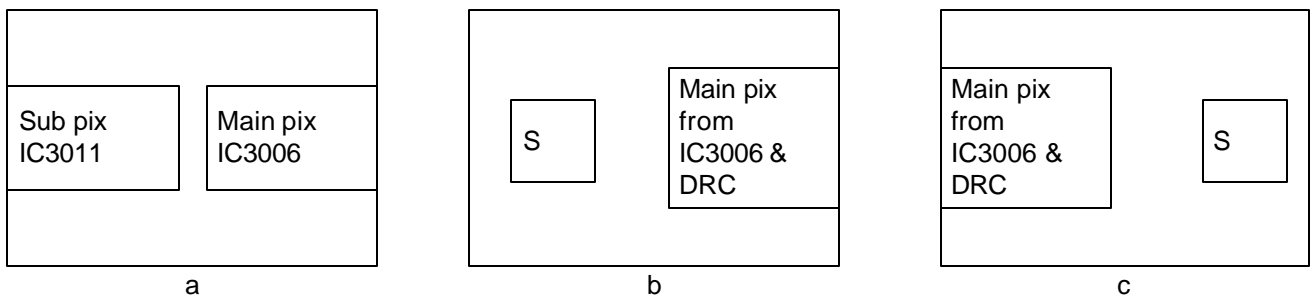 Sub pix
IC3011
Main pix
IC3006
a
S
Main pix
from
IC3006 &
DRC
b
Main pix
from
IC3006 &
DRC
S
c